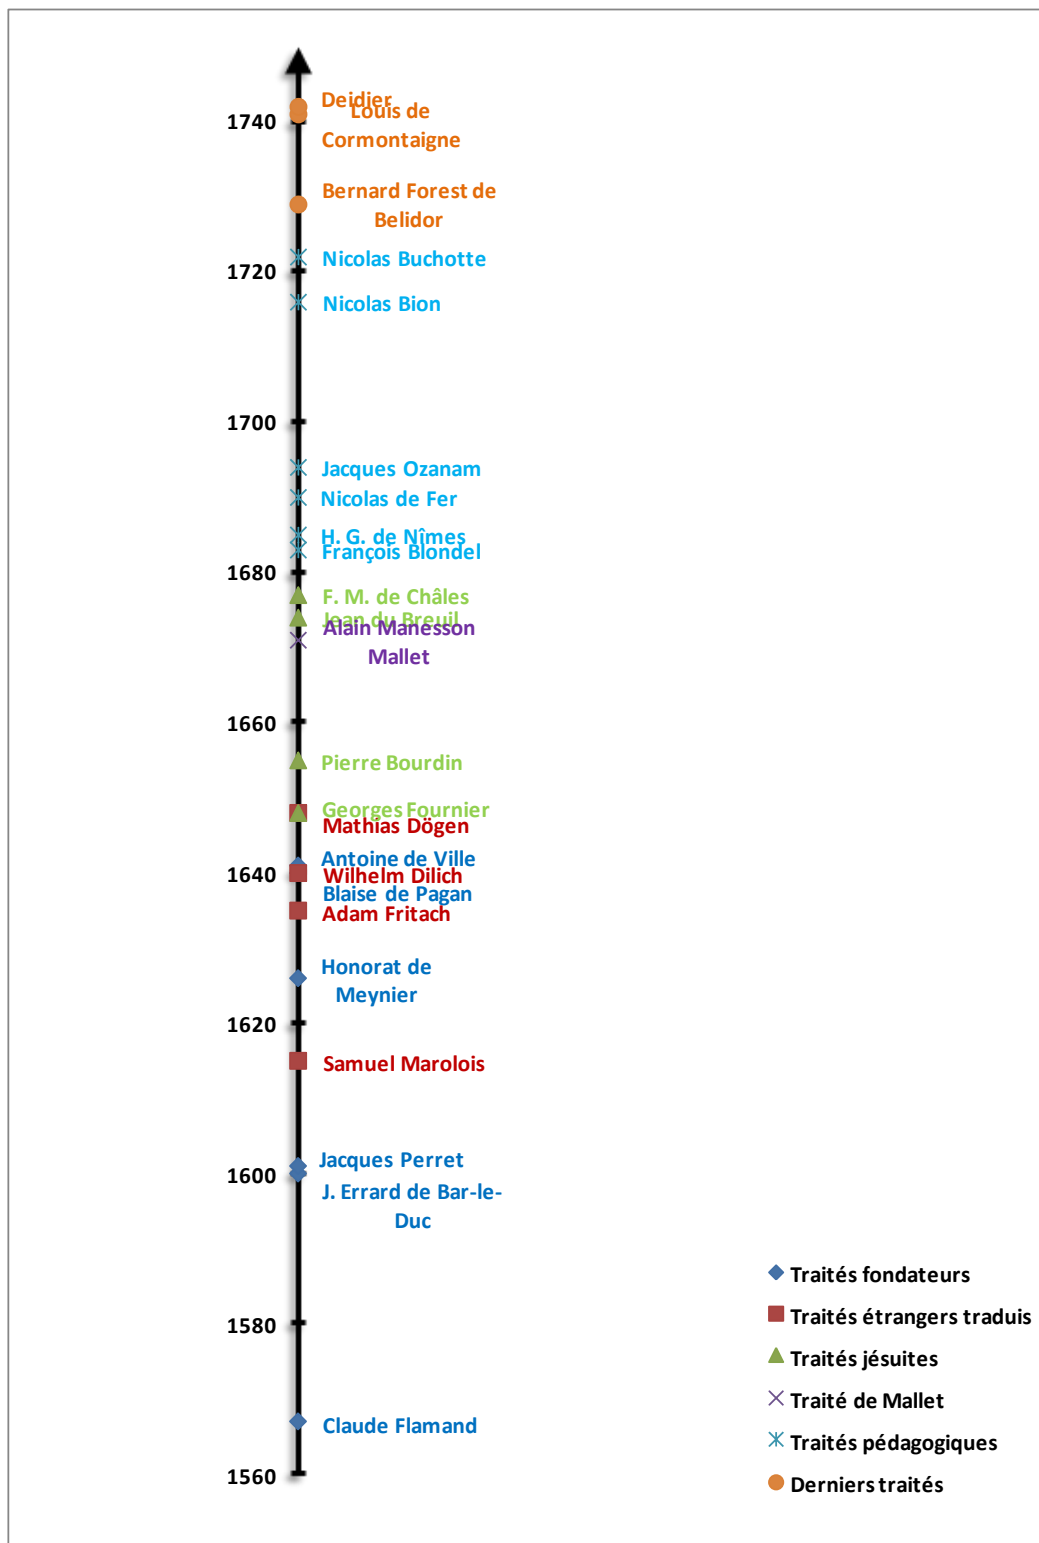 Deidier
1740
Louis de
Cormontaigne
Bernard Forest de
Belidor
Nicolas Buchotte
1720
Nicolas Bion
1700
Jacques Ozanam
Nicolas de Fer
H. G. de Nîmes
François Blondel
1680
F. M. de Châles
Jean du Breuil
Alain Manesson
Mallet
1660
Pierre Bourdin
Georges Fournier
Mathias Dögen
Antoine de Ville
1640
Wilhelm Dilich
Blaise de Pagan
Adam Fritach
Honorat de
Meynier
1620
Samuel Marolois
Jacques Perret
1600
J. Errard de Bar-le-
Duc
1580
Claude Flamand
1560
Traités fondateurs
Traités étrangers traduis
Traités jésuites
Traité de Mallet
Traités pédagogiques
Derniers traités